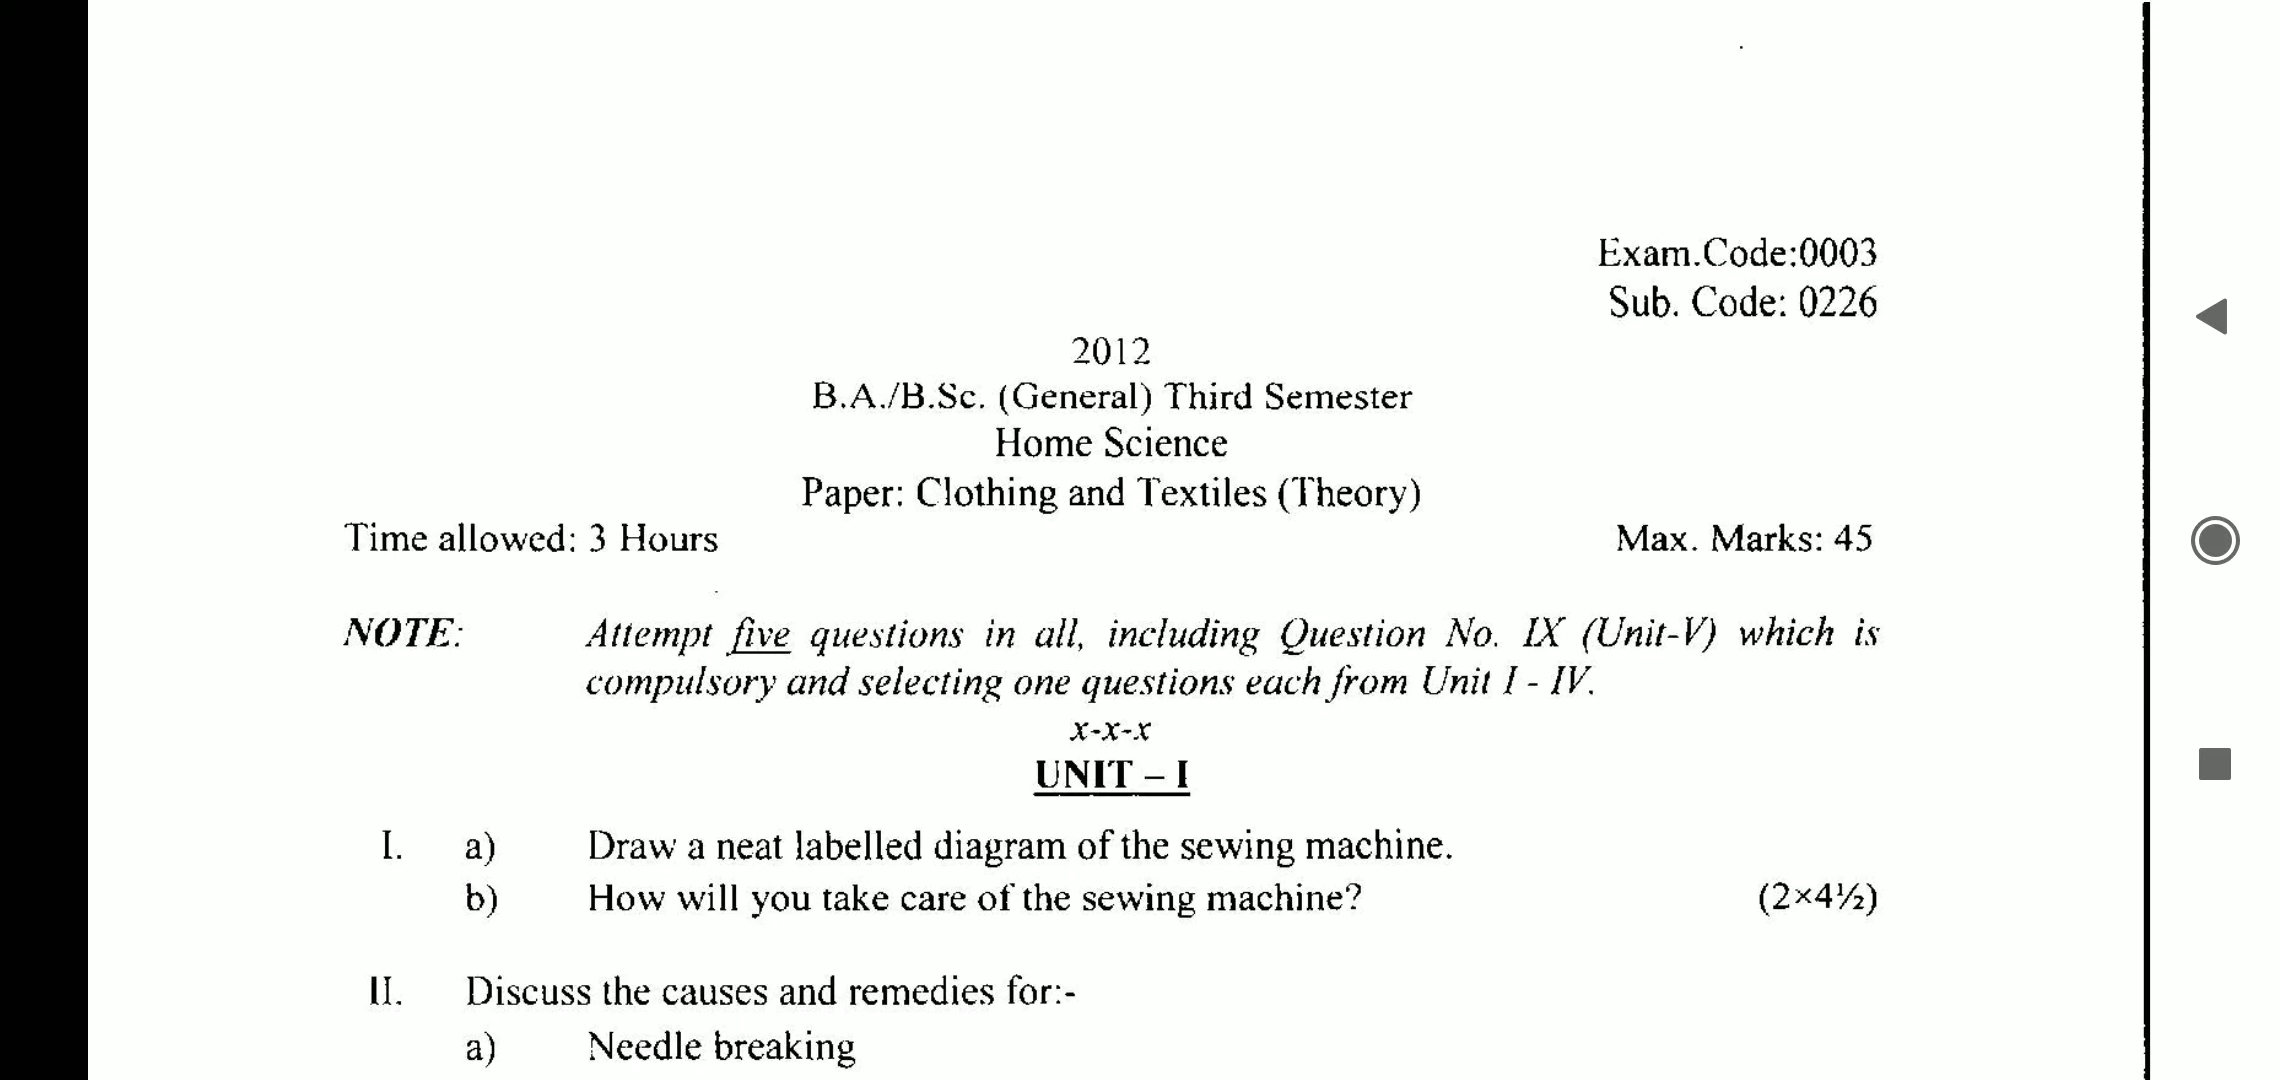 Exam.Code:0003
Sub. Code: 0226
2012
B.A./B.Sc. (General) Third Semester
Home Science
Paper: Clothing and Textiles (Theory)
Time allowed: 3 Hours Max. Marks: 45
NOTE: Attempt five questions in all, including Question No. IX (Unit-V) which is
compulsory and selecting one questions each from Unit I - IV.
x-x-x
UNIT – I
I. a) Draw a neat labelled diagram of the sewing machine.
b) How will you take care of the sewing machine? (2×4½)
II. Discuss the causes and remedies for:-
a) Needle breaking